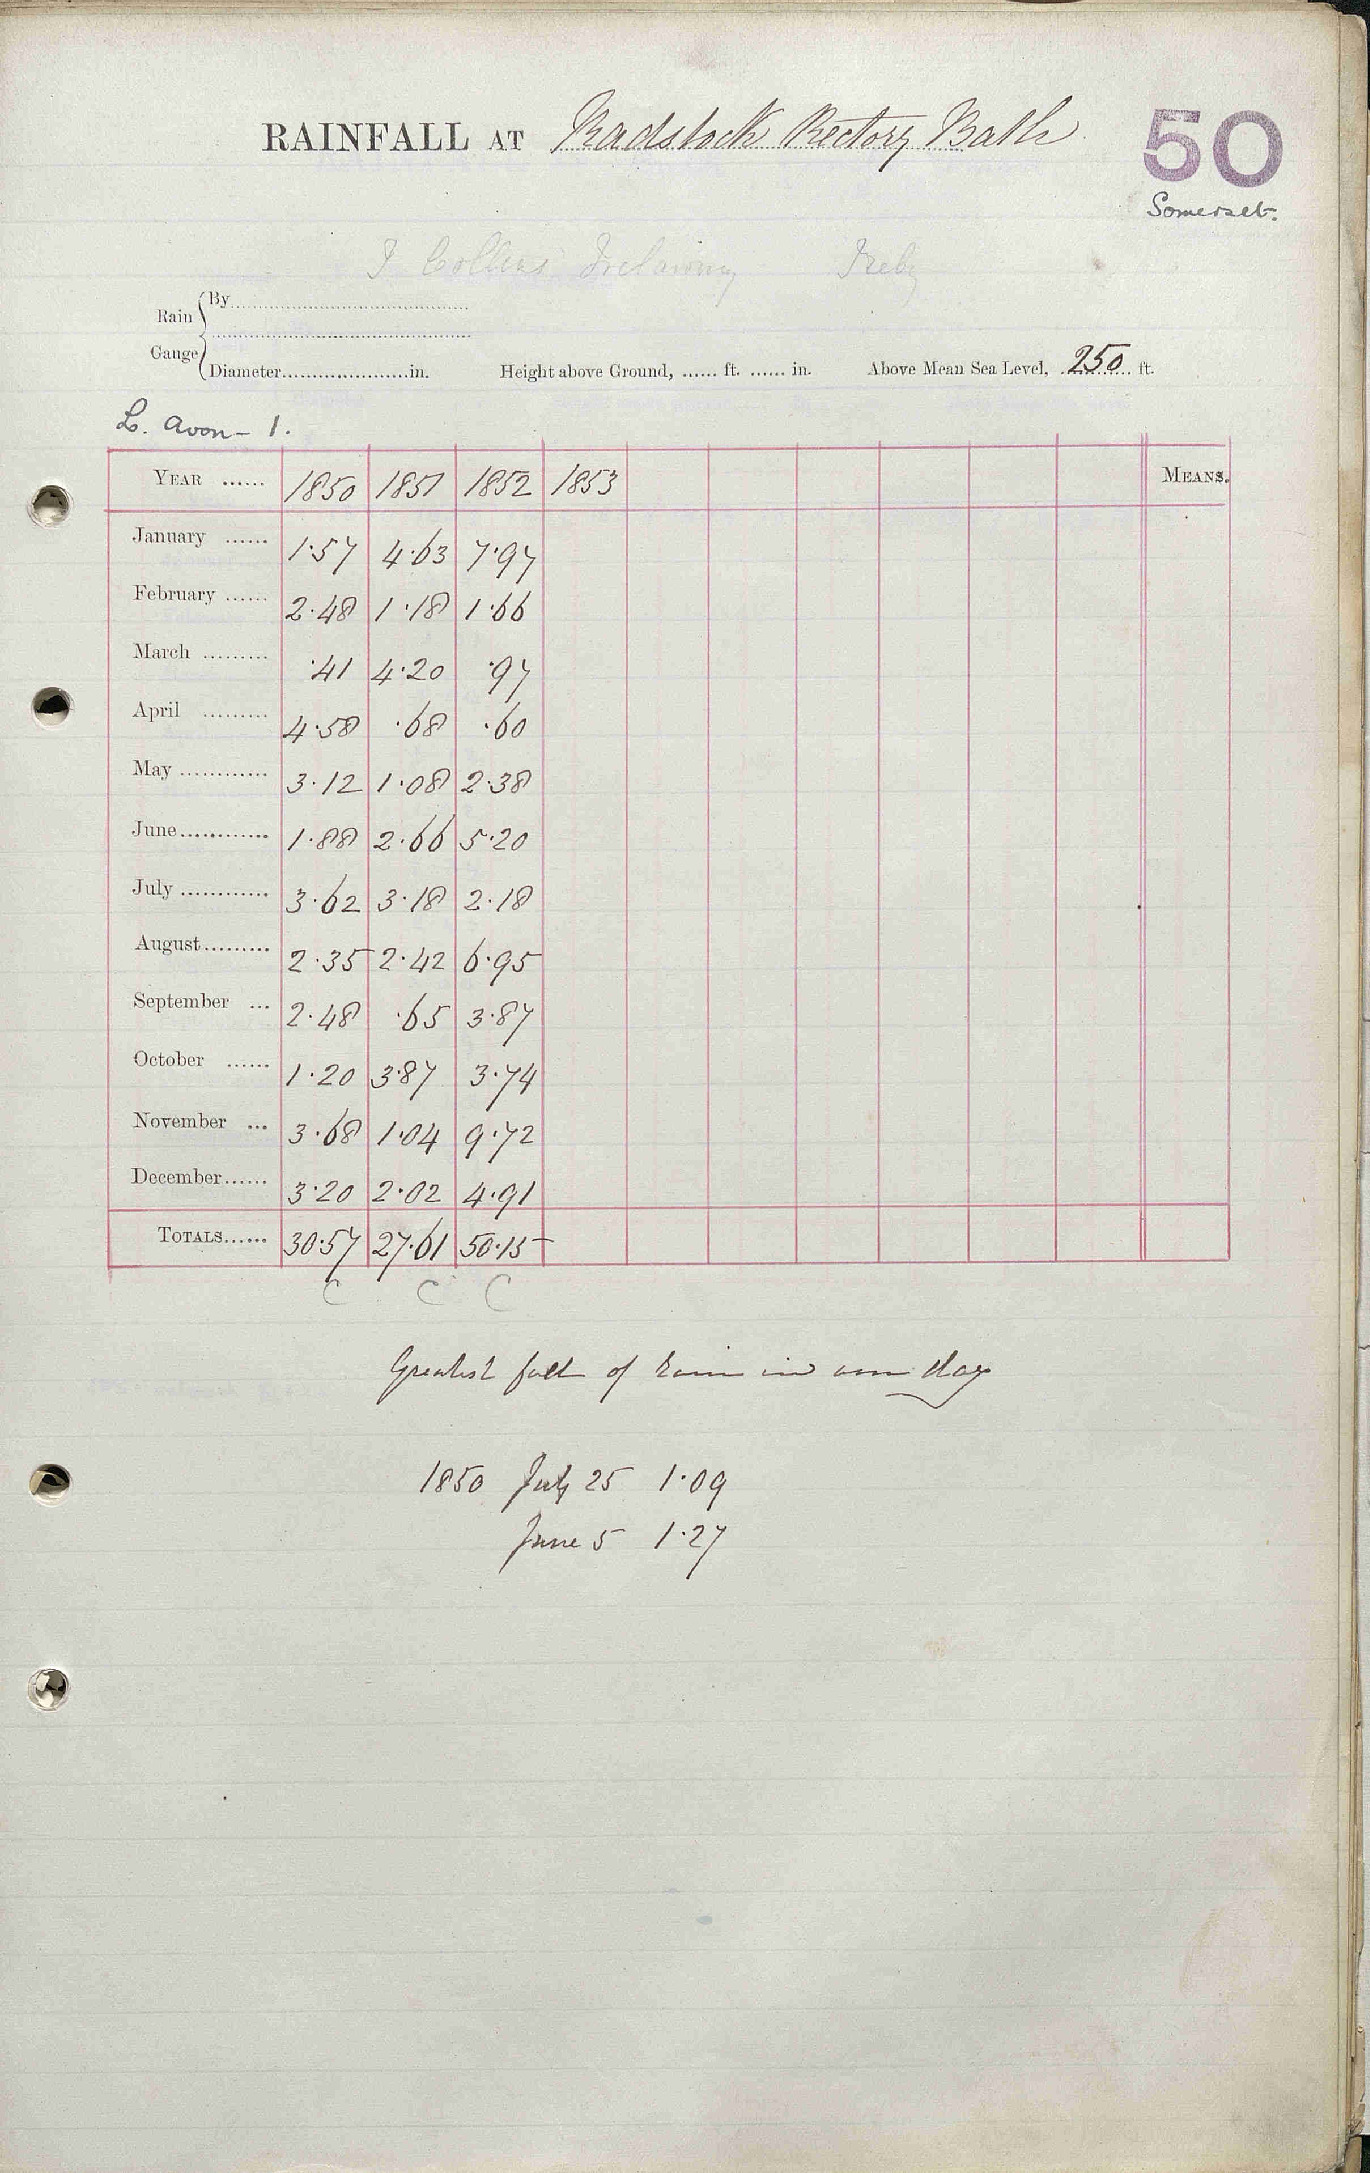 RAINFALL AT Radstock Rectory Bath
50
Somerset.
J Collins Trelawny
Rain Gauge
By
Diameter in. Height above Ground, ft. in. Above Mean Sea Level, 250 ft.
L. Avon - 1.
YEAR 1850 1851 1852 1853 MEANS.
January 1.57 4.63 7.97
February 2.48 1.18 1.66
March .41 4.20 .97
April 4.58 .68 .60
May 3.12 1.08 2.38
June 1.88 2.66 5.20
July 3.62 3.18 2.18
August 2.35 2.42 6.95
September 2.48 .65 3.87
October 1.20 3.87 3.74
November 3.68 1.04 9.72
December 3.20 2.02 4.91
TOTALS 30.57 27.61 50.15
C C C
Greatest fall of rain in one day
1850 July 25 1.09
June 5 1.27